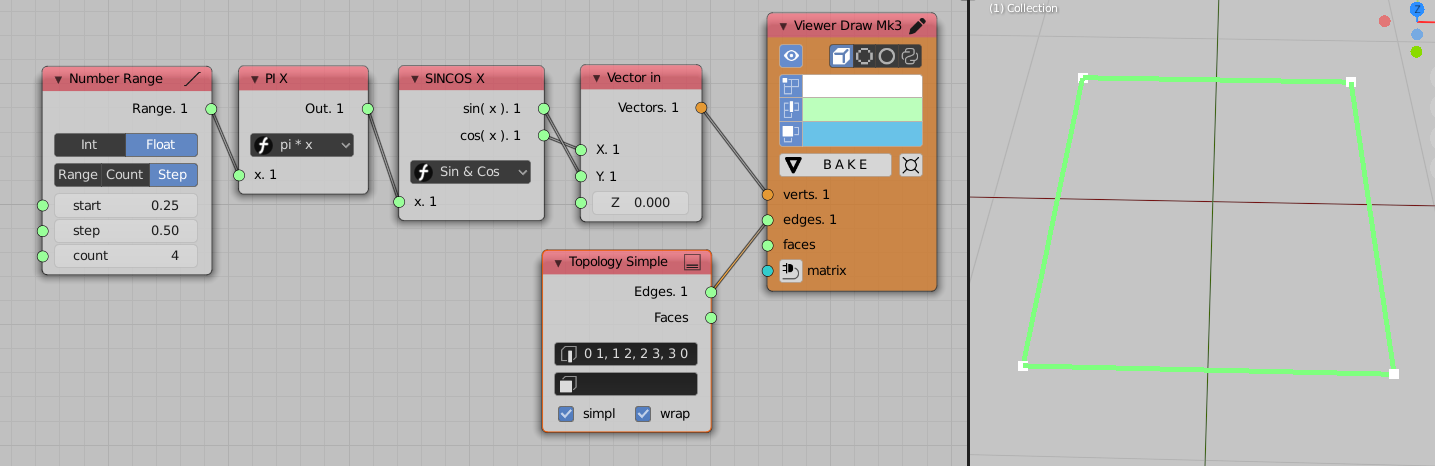 Number Range
Range. 1
Int Float
Range Count Step
start 0.25
step 0.50
count 4
PI X
Out. 1
pi * x
x. 1
SINCOS X
sin( x ). 1
cos( x ). 1
Sin & Cos
x. 1
Vector in
Vectors. 1
X. 1
Y. 1
Z 0.000
Topology Simple
Edges. 1
Faces
0 1, 1 2, 2 3, 3 0
simpl wrap
Viewer Draw Mk3
BAKE
verts. 1
edges. 1
faces
matrix
(1) Collection
Z